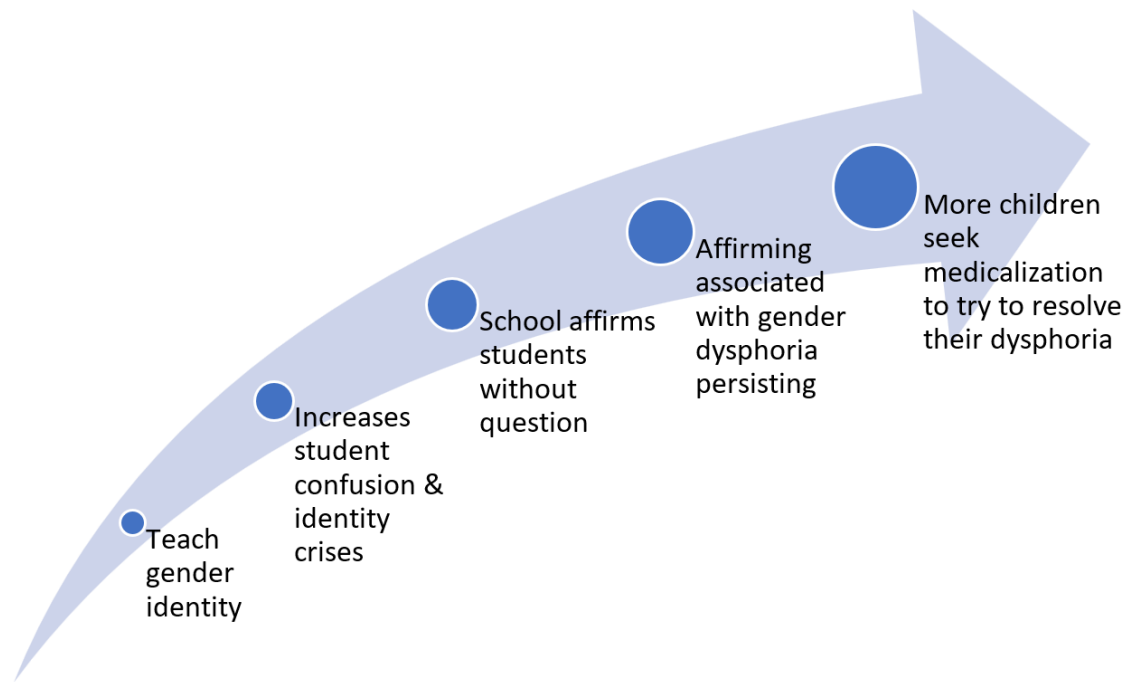 Teach
gender
identity
Increases
student
confusion &
identity
crises
School affirms
students
without
question
Affirming
associated
with gender
dysphoria
persisting
More children
seek
medicalization
to try to resolve
their dysphoria